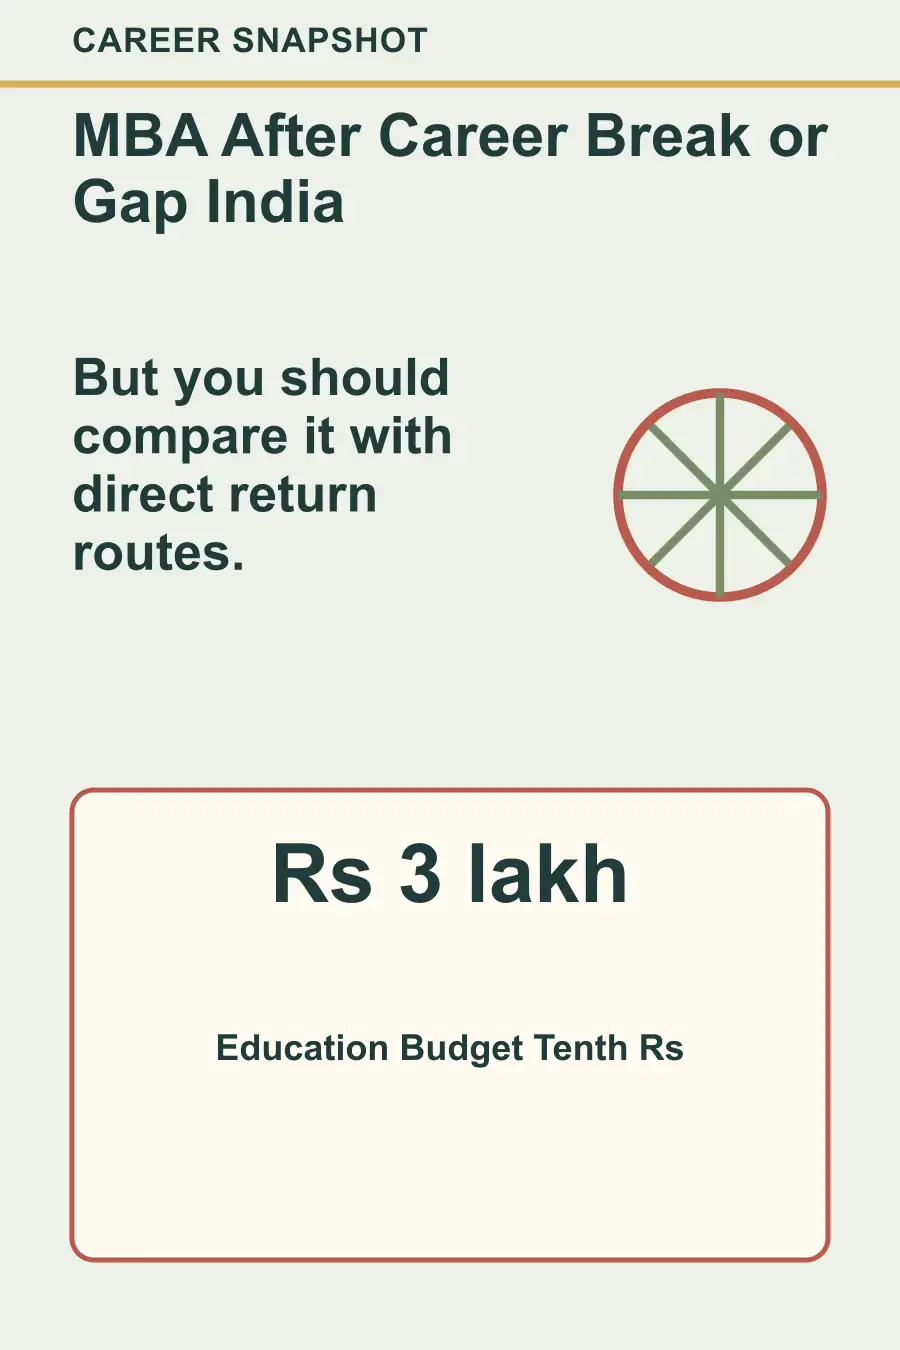 CAREER SNAPSHOT
MBA After Career Break or
Gap India
But you should
compare it with
direct return
routes.
Rs 3 lakh
Education Budget Tenth Rs